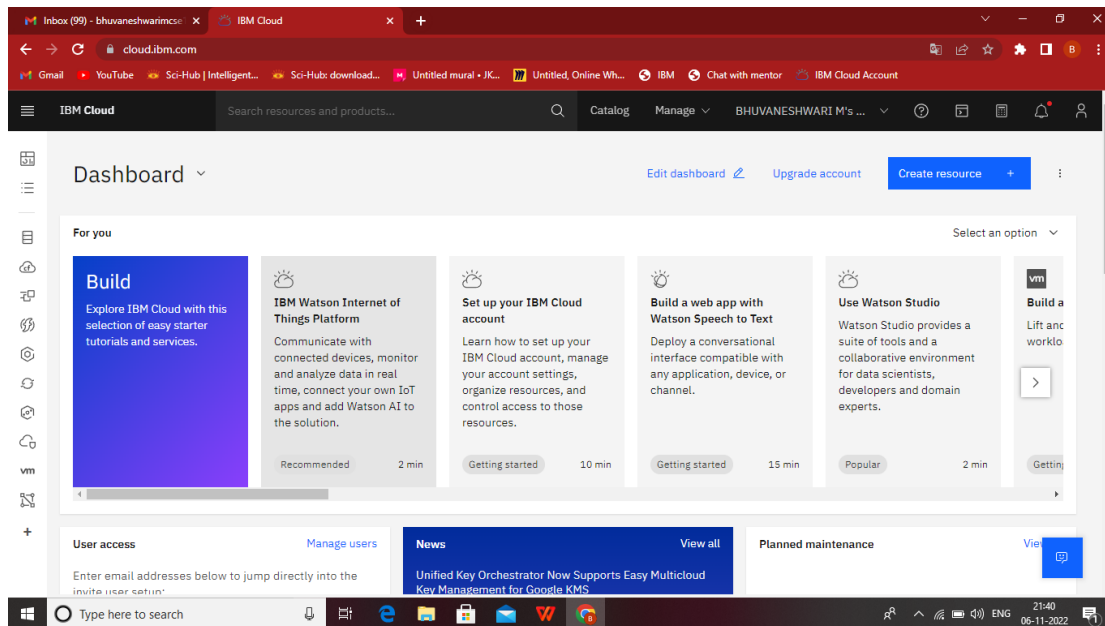 Inbox (99) - bhuvaneshwarimcse
IBM Cloud
cloud.ibm.com
B
Gmail
YouTube
Sci-Hub | Intelligent...
Sci-Hub: download...
Untitled mural • JK...
Untitled, Online Wh...
IBM
Chat with mentor
IBM Cloud Account
IBM Cloud
Search resources and products...
Catalog
Manage
BHUVANESHWARI M's ...
Dashboard
Edit dashboard
Upgrade account
Create resource +
For you
Select an option
Build
Explore IBM Cloud with this
selection of easy starter
tutorials and services.
IBM Watson Internet of
Things Platform
Communicate with
connected devices, monitor
and analyze data in real
time, connect your own IoT
apps and add Watson AI to
the solution.
Recommended
2 min
Set up your IBM Cloud
account
Learn how to set up your
IBM Cloud account, manage
your account settings,
organize resources, and
control access to those
resources.
Getting started
10 min
Build a web app with
Watson Speech to Text
Deploy a conversational
interface compatible with
any application, device, or
channel.
Getting started
15 min
Use Watson Studio
Watson Studio provides a
suite of tools and a
collaborative environment
for data scientists,
developers and domain
experts.
Popular
2 min
vm
Build a
Lift and
worklo
Getting
vm
User access
Manage users
Enter email addresses below to jump directly into the
invite user setup:
News
View all
Unified Key Orchestrator Now Supports Easy Multicloud
Key Management for Google KMS
Planned maintenance
Vie
Type here to search
ENG
21:40
06-11-2022
1